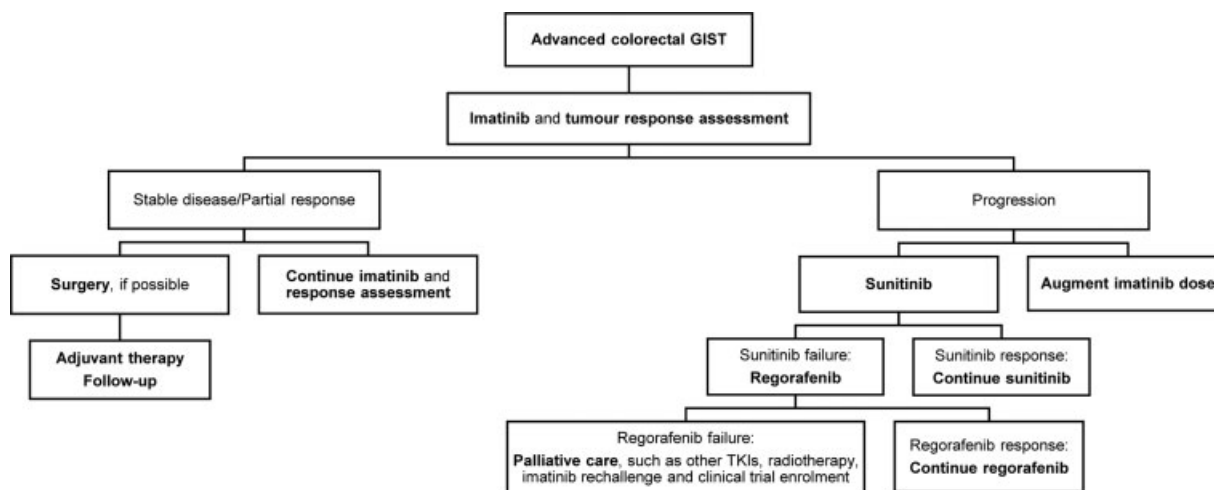 Advanced colorectal GIST
Imatinib and tumour response assessment
Stable disease/Partial response
Progression
Surgery, if possible
Continue imatinib and
response assessment
Sunitinib
Augment imatinib dose
Adjuvant therapy
Follow-up
Sunitinib failure:
Regorafenib
Sunitinib response:
Continue sunitinib
Regorafenib failure:
Palliative care, such as other TKIs, radiotherapy,
imatinib rechallenge and clinical trial enrolment
Regorafenib response:
Continue regorafenib